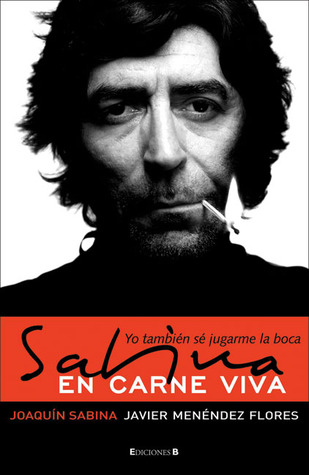 Yo también sé jugarme la boca
Sabina
EN CARNE VIVA
JOAQUÍN SABINA JAVIER MENÉNDEZ FLORES
EDICIONES B